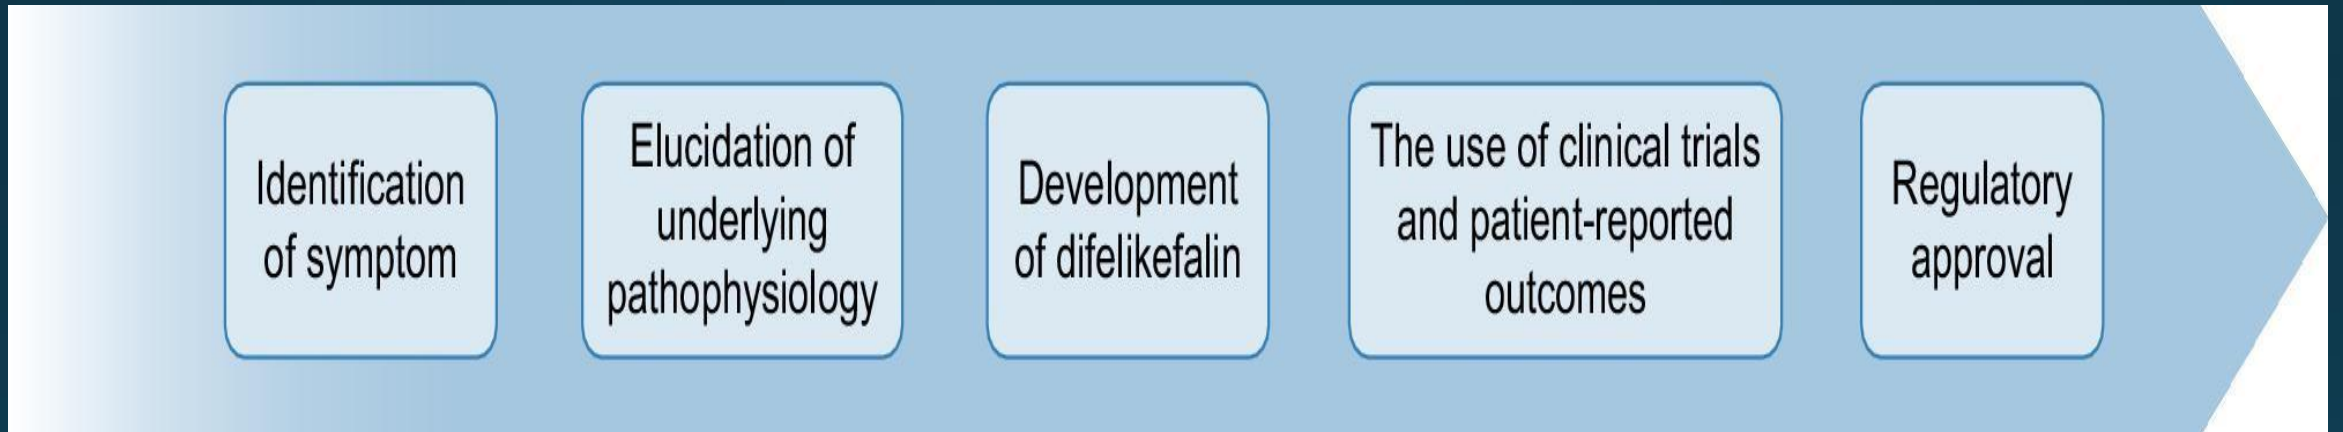 Identification
of symptom
Elucidation of
underlying
pathophysiology
Development
of difelikefalin
The use of clinical trials
and patient-reported
outcomes
Regulatory
approval